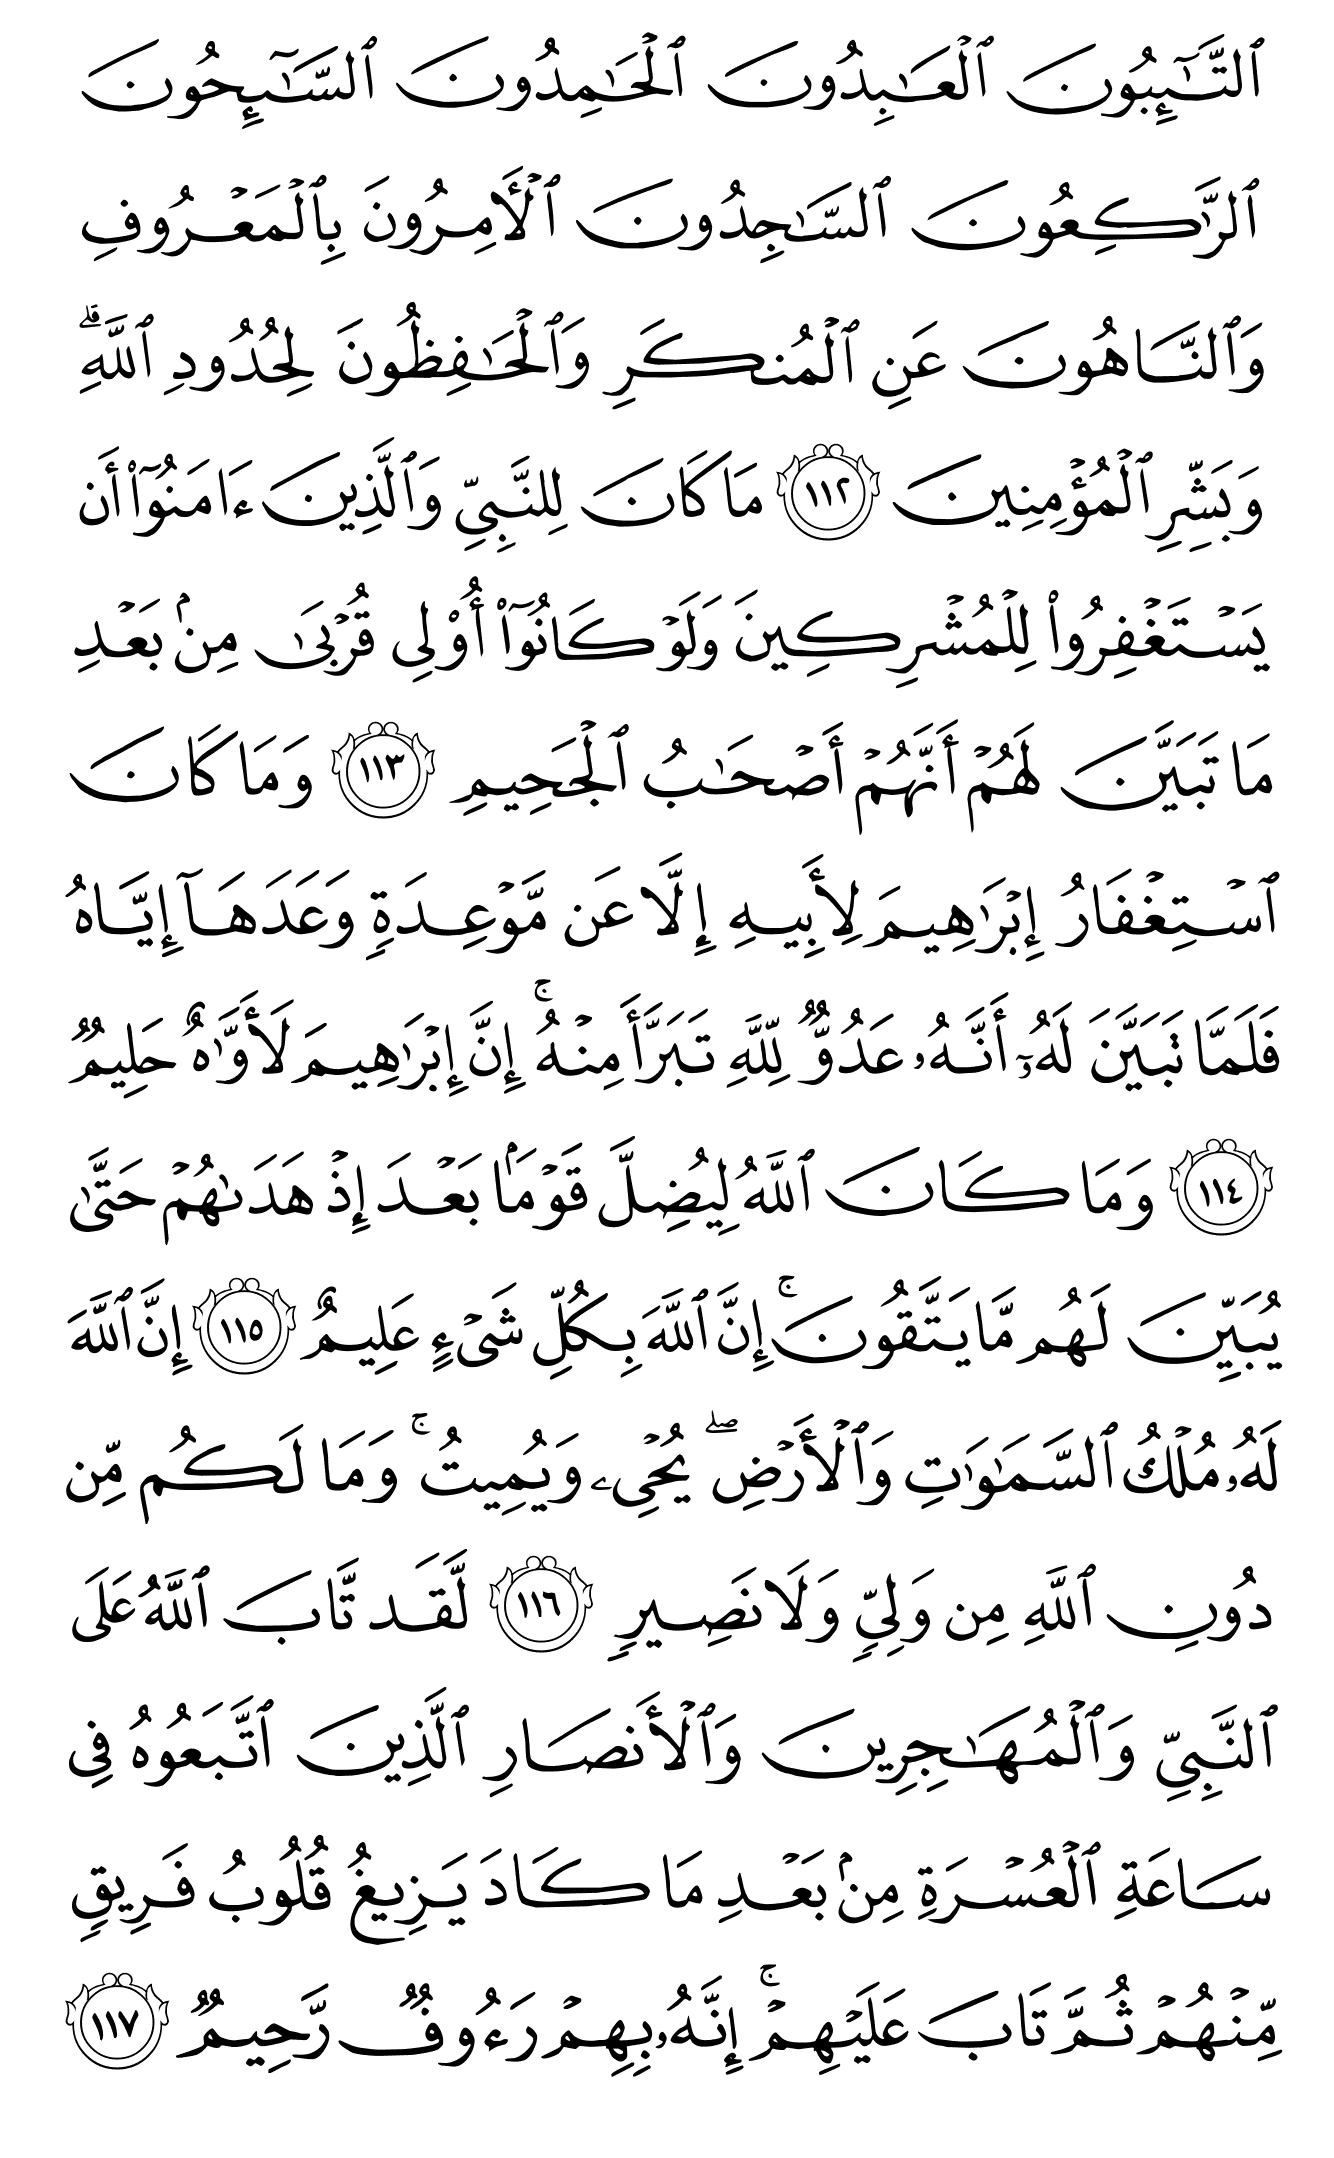 ٱلتَّـٰٓئِبُونَ ٱلْعَـٰبِدُونَ ٱلْحَـٰمِدُونَ ٱلسَّـٰٓئِحُونَ
ٱلرَّٰكِعُونَ ٱلسَّـٰجِدُونَ ٱلْـَٔامِرُونَ بِٱلْمَعْرُوفِ
وَٱلنَّاهُونَ عَنِ ٱلْمُنكَرِ وَٱلْحَـٰفِظُونَ لِحُدُودِ ٱللَّهِ ۗ
وَبَشِّرِ ٱلْمُؤْمِنِينَ ١١٢ مَا كَانَ لِلنَّبِىِّ وَٱلَّذِينَ ءَامَنُوٓا۟ أَن
يَسْتَغْفِرُوا۟ لِلْمُشْرِكِينَ وَلَوْ كَانُوٓا۟ أُو۟لِى قُرْبَىٰ مِنۢ بَعْدِ
مَا تَبَيَّنَ لَهُمْ أَنَّهُمْ أَصْحَـٰبُ ٱلْجَحِيمِ ١١٣ وَمَا كَانَ
ٱسْتِغْفَارُ إِبْرَٰهِيمَ لِأَبِيهِ إِلَّا عَن مَّوْعِدَةٍ وَعَدَهَآ إِيَّاهُ
فَلَمَّا تَبَيَّنَ لَهُۥٓ أَنَّهُۥ عَدُوٌّ لِّلَّهِ تَبَرَّأَ مِنْهُ ۚ إِنَّ إِبْرَٰهِيمَ لَأَوَّٰهٌ حَلِيمٌ
١١٤ وَمَا كَانَ ٱللَّهُ لِيُضِلَّ قَوْمًۢا بَعْدَ إِذْ هَدَىٰهُمْ حَتَّىٰ
يُبَيِّنَ لَهُم مَّا يَتَّقُونَ ۚ إِنَّ ٱللَّهَ بِكُلِّ شَىْءٍ عَلِيمٌ ١١٥ إِنَّ ٱللَّهَ
لَهُۥ مُلْكُ ٱلسَّمَـٰوَٰتِ وَٱلْأَرْضِ ۖ يُحْىِۦ وَيُمِيتُ ۚ وَمَا لَكُم مِّن
دُونِ ٱللَّهِ مِن وَلِىٍّ وَلَا نَصِيرٍ ١١٦ لَّقَد تَّابَ ٱللَّهُ عَلَى
ٱلنَّبِىِّ وَٱلْمُهَـٰجِرِينَ وَٱلْأَنصَارِ ٱلَّذِينَ ٱتَّبَعُوهُ فِى
سَاعَةِ ٱلْعُسْرَةِ مِنۢ بَعْدِ مَا كَادَ يَزِيغُ قُلُوبُ فَرِيقٍ
مِّنْهُمْ ثُمَّ تَابَ عَلَيْهِمْ ۚ إِنَّهُۥ بِهِمْ رَءُوفٌ رَّحِيمٌ ١١٧